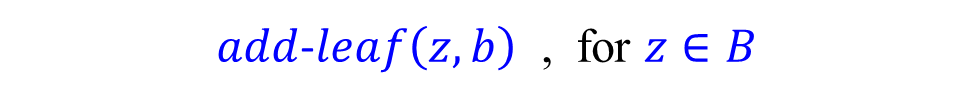 add-leaf(z, b) , for z ∈ B